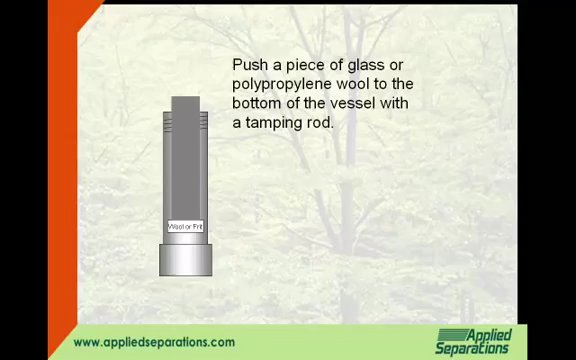 Push a piece of glass or
polypropylene wool to the
bottom of the vessel with
a tamping rod.
Wool or Frit
www.appliedseparations.com
Applied
Separations